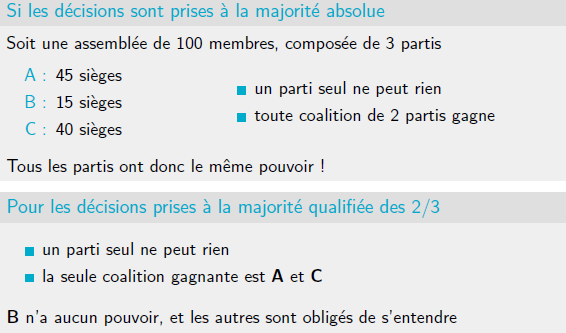 Si les décisions sont prises à la majorité absolue
Soit une assemblée de 100 membres, composée de 3 partis
A : 45 sièges
B : 15 sièges
C : 40 sièges
un parti seul ne peut rien
toute coalition de 2 partis gagne
Tous les partis ont donc le même pouvoir !
Pour les décisions prises à la majorité qualifiée des 2/3
un parti seul ne peut rien
la seule coalition gagnante est A et C
B n'a aucun pouvoir, et les autres sont obligés de s'entendre